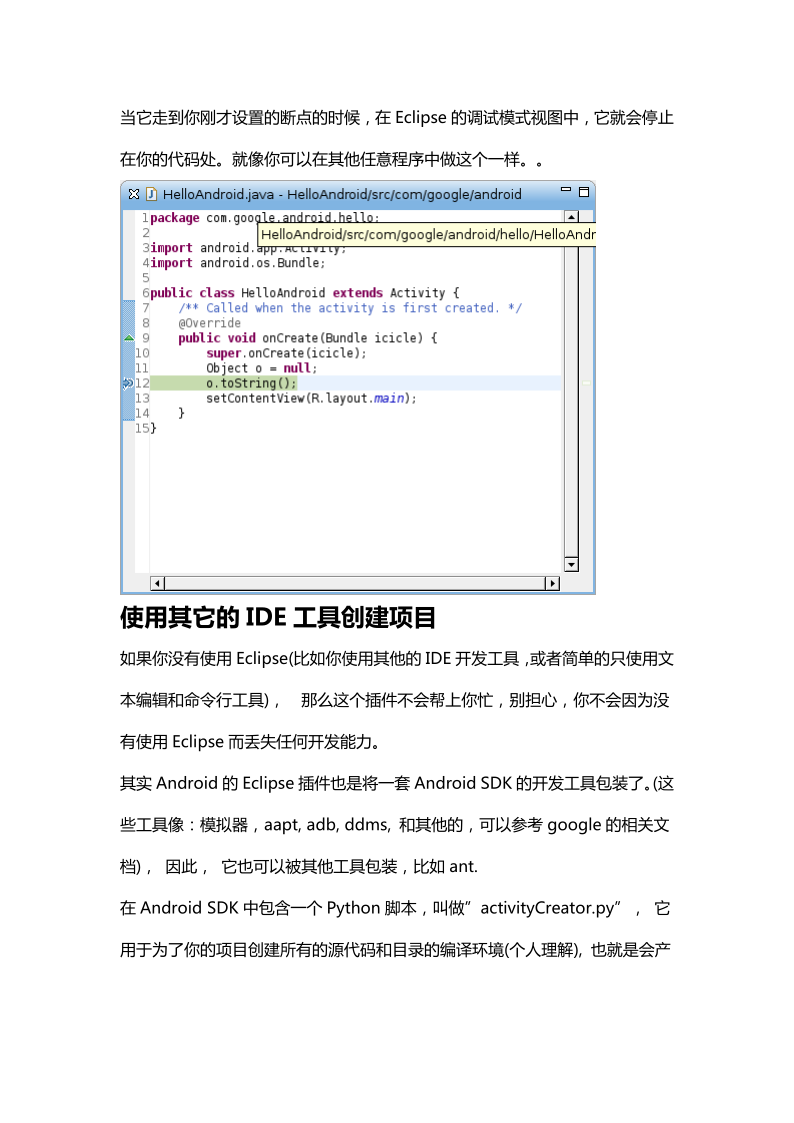 当它走到你刚才设置的断点的时候，在 Eclipse 的调试模式视图中，它就会停止
在你的代码处。就像你可以在其他任意程序中做这个一样。。
HelloAndroid.java - HelloAndroid/src/com/google/android
1 package com.google.android.hello;
2
HelloAndroid/src/com/google/android/hello/HelloAndr
3 import android.app.Activity;
4 import android.os.Bundle;
5
6 public class HelloAndroid extends Activity {
7 /** Called when the activity is first created. */
8 @Override
9 public void onCreate(Bundle icicle) {
10 super.onCreate(icicle);
11 Object o = null;
12 o.toString();
13 setContentView(R.layout.main);
14 }
15 }
使用其它的 IDE 工具创建项目
如果你没有使用 Eclipse(比如你使用其他的 IDE 开发工具，或者简单的只使用文
本编辑和命令行工具)， 那么这个插件不会帮上你忙，别担心，你不会因为没
有使用 Eclipse 而丢失任何开发能力。
其实 Android 的 Eclipse 插件也是将一套 Android SDK 的开发工具包装了。(这
些工具像：模拟器，aapt, adb, ddms, 和其他的，可以参考 google 的相关文
档)， 因此， 它也可以被其他工具包装，比如 ant.
在 Android SDK 中包含一个 Python 脚本，叫做”activityCreator.py”， 它
用于为了你的项目创建所有的源代码和目录的编译环境(个人理解), 也就是会产